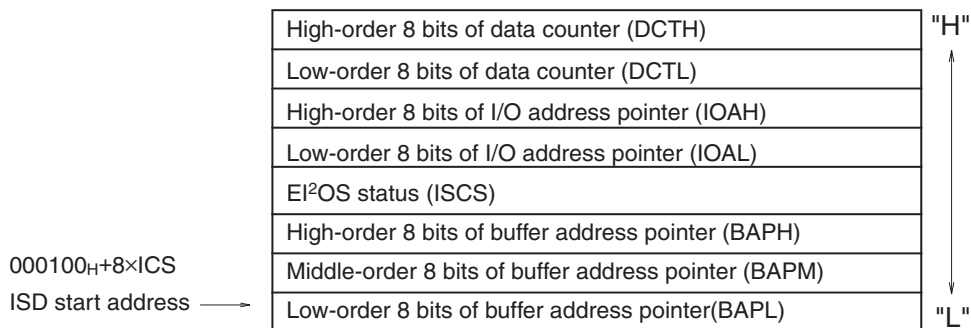 High-order 8 bits of data counter (DCTH)
"H"
Low-order 8 bits of data counter (DCTL)
High-order 8 bits of I/O address pointer (IOAH)
Low-order 8 bits of I/O address pointer (IOAL)
EI²OS status (ISCS)
High-order 8 bits of buffer address pointer (BAPH)
000100H+8×ICS
Middle-order 8 bits of buffer address pointer (BAPM)
ISD start address
Low-order 8 bits of buffer address pointer(BAPL)
"L"